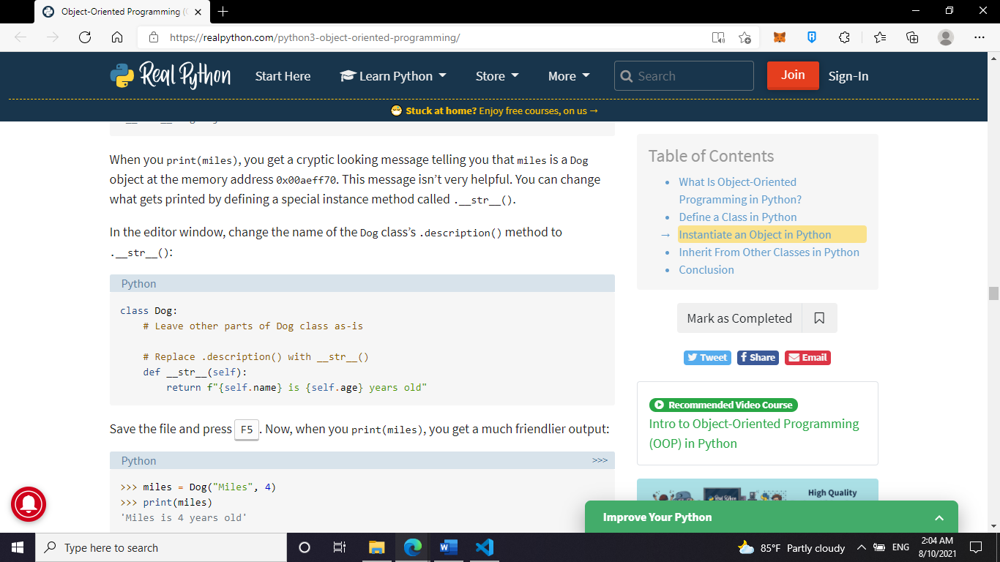 Object-Oriented Programming (
https://realpython.com/python3-object-oriented-programming/
Real Python
Start Here
Learn Python
Store
More
Search
Join
Sign-In
Stuck at home? Enjoy free courses, on us →
When you print(miles), you get a cryptic looking message telling you that miles is a Dog
object at the memory address 0x00aeff70. This message isn’t very helpful. You can change
what gets printed by defining a special instance method called .__str__().
In the editor window, change the name of the Dog class’s .description() method to
.__str__():
Python
class Dog:
    # Leave other parts of Dog class as-is
    # Replace .description() with __str__()
    def __str__(self):
        return f"{self.name} is {self.age} years old"
Save the file and press F5 . Now, when you print(miles), you get a much friendlier output:
Python >>>
>>> miles = Dog("Miles", 4)
>>> print(miles)
'Miles is 4 years old'
Table of Contents
What Is Object-Oriented
Programming in Python?
Define a Class in Python
→ Instantiate an Object in Python
Inherit From Other Classes in Python
Conclusion
Mark as Completed
Tweet
Share
Email
Recommended Video Course
Intro to Object-Oriented Programming
(OOP) in Python
High Quality
Real Python
Improve Your Python
Type here to search
85°F Partly cloudy
ENG
2:04 AM
8/10/2021